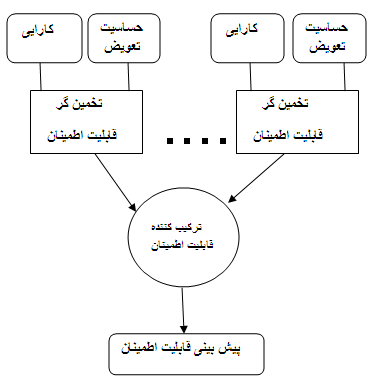 حساسیت
تعویض
کارایی
حساسیت
تعویض
کارایی
تخمین گر
قابلیت اطمینان
تخمین گر
قابلیت اطمینان
ترکیب کننده
قابلیت اطمینان
پیش بینی قابلیت اطمینان